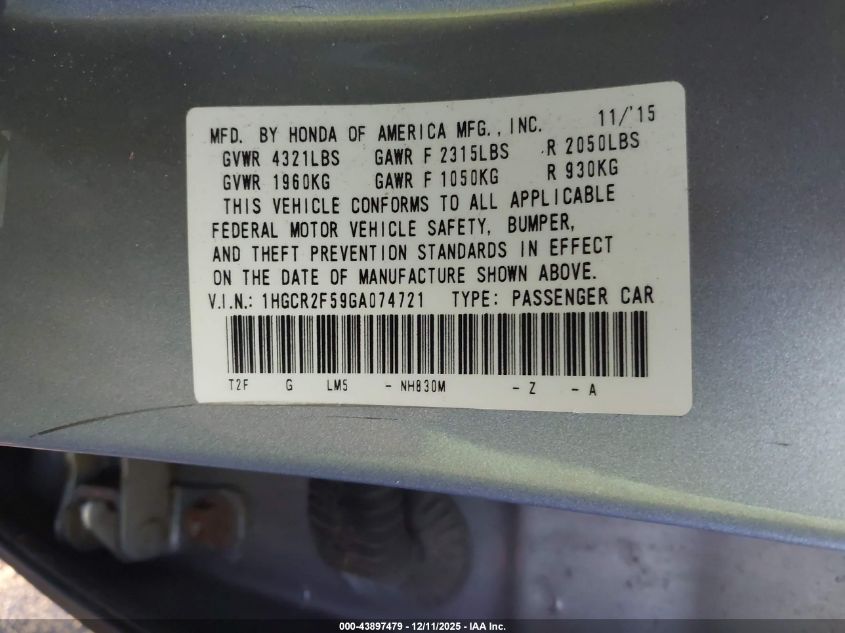 MFD. BY HONDA OF AMERICA MFG., INC. 11/'15
GVWR 4321LBS GAWR F 2315LBS R 2050LBS
GVWR 1960KG GAWR F 1050KG R 930KG
THIS VEHICLE CONFORMS TO ALL APPLICABLE
FEDERAL MOTOR VEHICLE SAFETY, BUMPER,
AND THEFT PREVENTION STANDARDS IN EFFECT
ON THE DATE OF MANUFACTURE SHOWN ABOVE.
V.I.N.: 1HGCR2F59GA074721 TYPE: PASSENGER CAR
T2F G LM5 - NH830M - Z - A
000-43897479 - 12/11/2025 - IAA Inc.